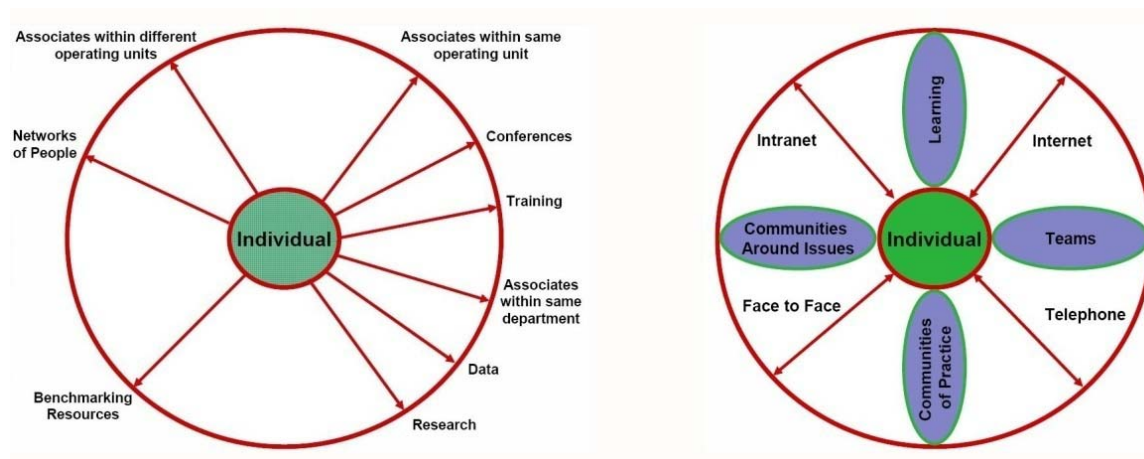 Associates within different
operating units
Associates within same
operating unit
Networks
of People
Conferences
Training
Individual
Associates
within same
department
Data
Benchmarking
Resources
Research
Learning
Intranet
Internet
Communities
Around Issues
Individual
Teams
Face to Face
Telephone
Communities
of Practice